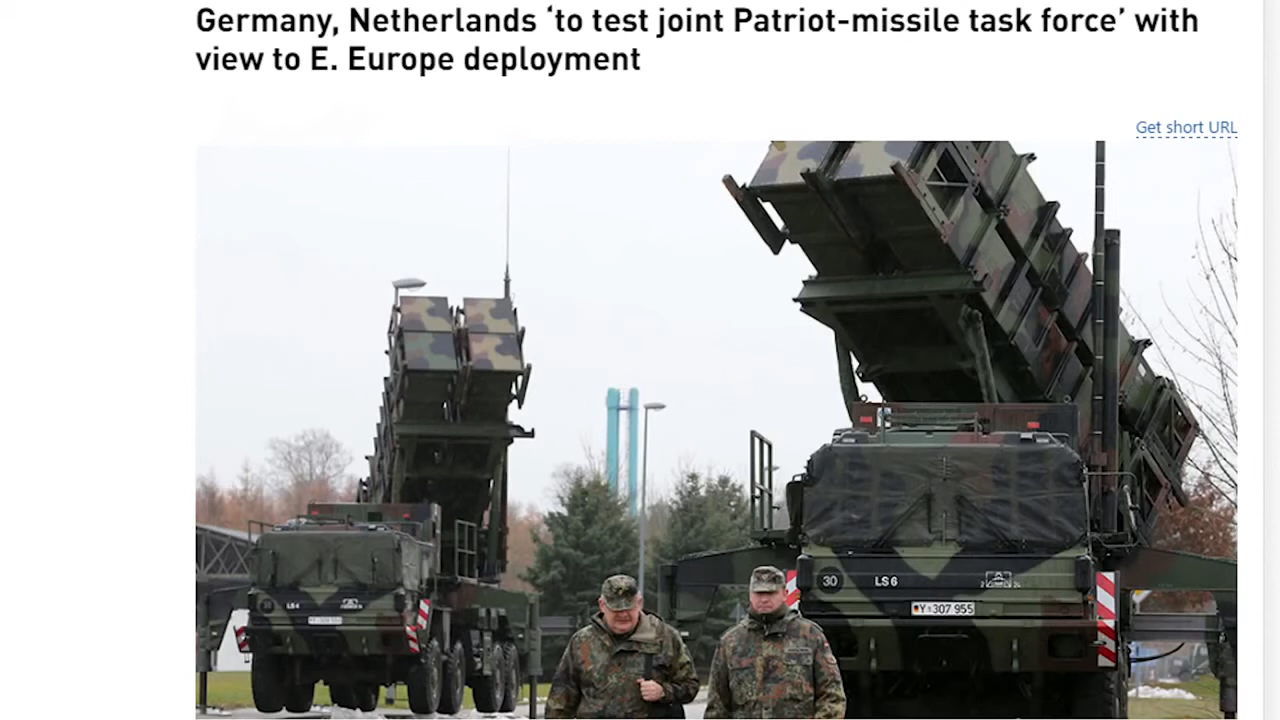 Germany, Netherlands ‘to test joint Patriot-missile task force’ with
view to E. Europe deployment
Get short URL
30 LS 6
Y-307 955
LS 4